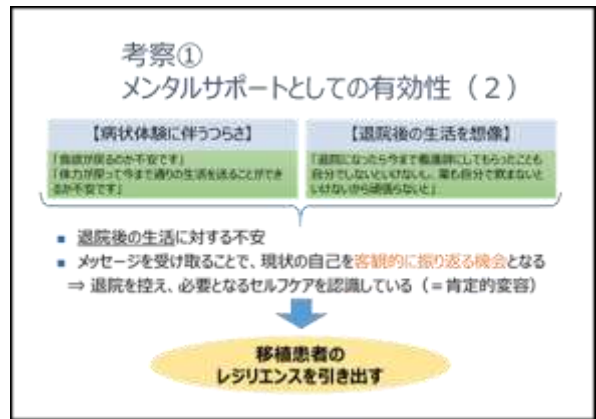 考察①
メンタルサポートとしての有効性（2）
【病状体験に伴うつらさ】
「食欲が戻るのか不安です」
「体力が戻って今まで通りの生活を送ることができ
るか不安です」
【退院後の生活を想像】
「退院になったら今まで看護師にしてもらったことも
自分でしないといけないし、薬も自分で飲まないと
いけないから頑張らないと」
■ 退院後の生活に対する不安
■ メッセージを受け取ることで、現状の自己を客観的に振り返る機会となる
⇒ 退院を控え、必要となるセルフケアを認識している（＝肯定的変容）
移植患者の
レジリエンスを引き出す